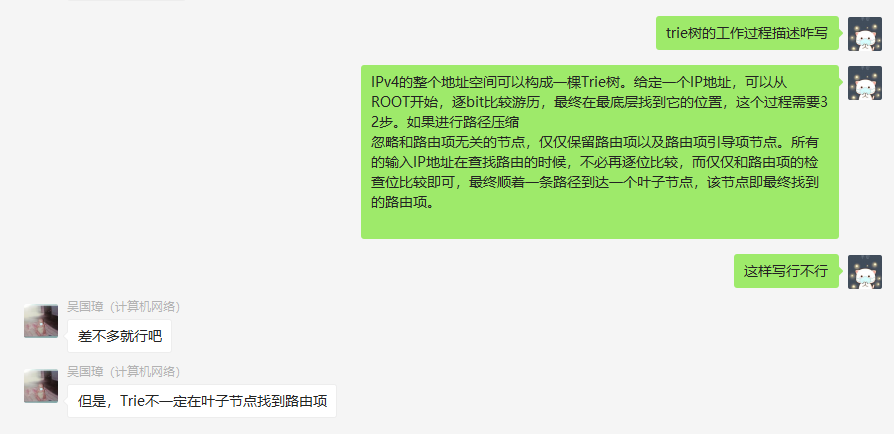 trie树的工作过程描述咋写
IPv4的整个地址空间可以构成一棵Trie树。给定一个IP地址，可以从
ROOT开始，逐bit比较游历，最终在最底层找到它的位置，这个过程需要3
2步。如果进行路径压缩
忽略和路由项无关的节点，仅仅保留路由项以及路由项引导项节点。所有
的输入IP地址在查找路由的时候，不必再逐位比较，而仅仅和路由项的检
查位比较即可，最终顺着一条路径到达一个叶子节点，该节点即最终找到
的路由项。
这样写行不行
吴国璋（计算机网络）
差不多就行吧
吴国璋（计算机网络）
但是，Trie不一定在叶子节点找到路由项